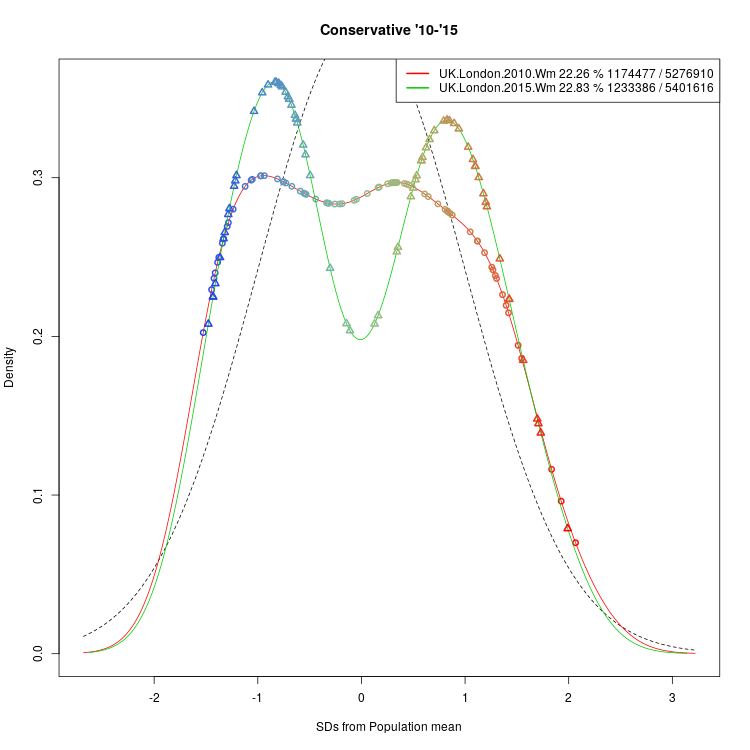 Conservative '10-'15
UK.London.2010.Wm 22.26 % 1174477 / 5276910
UK.London.2015.Wm 22.83 % 1233386 / 5401616
Density
0.3
0.2
0.1
0.0
-2 -1 0 1 2 3
SDs from Population mean